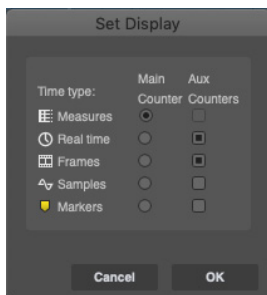 Set Display
Main Aux
Time type:
Counter Counters
Measures
Real time
Frames
Samples
Markers
Cancel OK